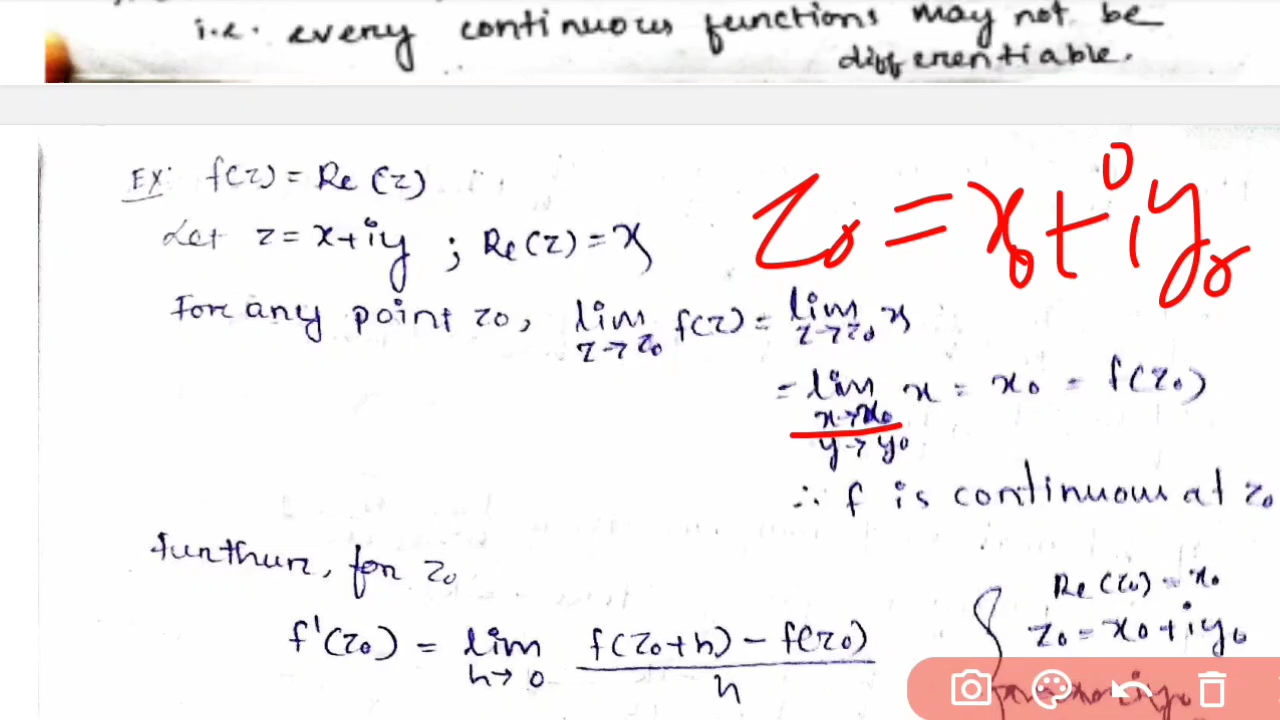 i.e. every continuous functions may not be
differentiable.
EX: f(z) = Re(z)
z₀ = x₀ + iy₀
Let z = x+iy ; Re(z) = x
For any point z₀, lim z→z₀ f(z) = lim z→z₀ x
= lim x→x₀ y→y₀ x = x₀ = f(z₀)
∴ f is continuous at z₀
Further, for z₀
Re(z₀) = x₀
f'(z₀) = lim h→0 f(z₀+h) - f(z₀) / h
z₀ = x₀ + iy₀